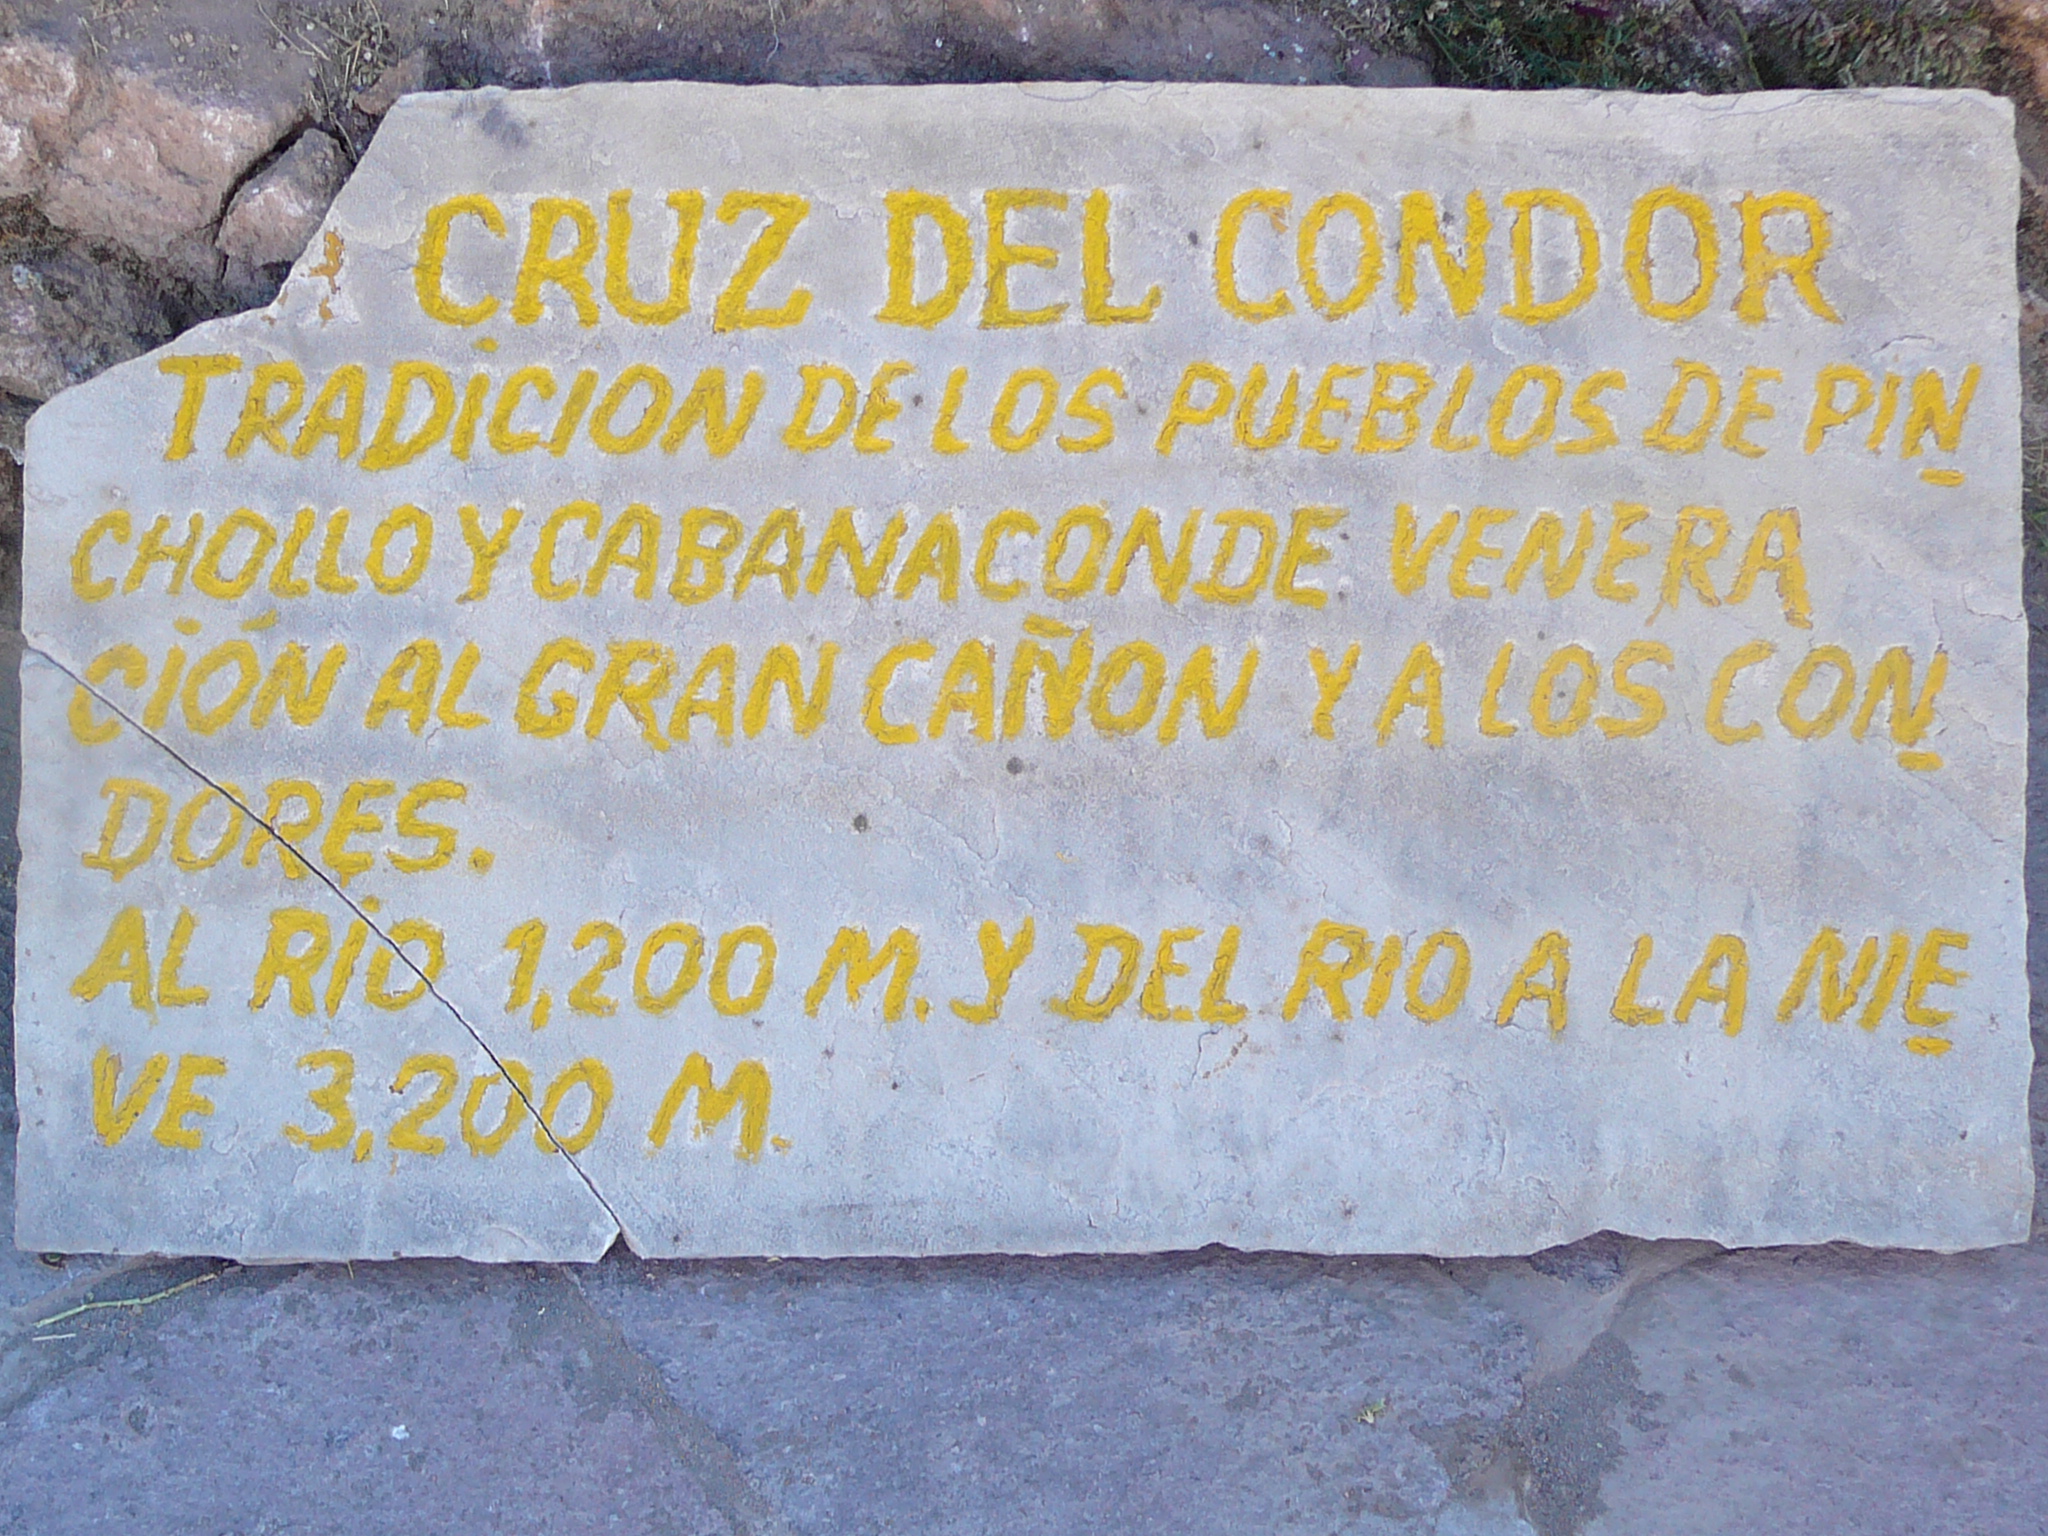 CRUZ DEL CONDOR
TRADICION DE LOS PUEBLOS DE PIN
CHOLLO Y CABANACONDE VENERA
CIÓN AL GRAN CAÑON Y A LOS CON
DORES.
AL RÍO 1,200 M. Y DEL RIO A LA NIE
VE 3,200 M.